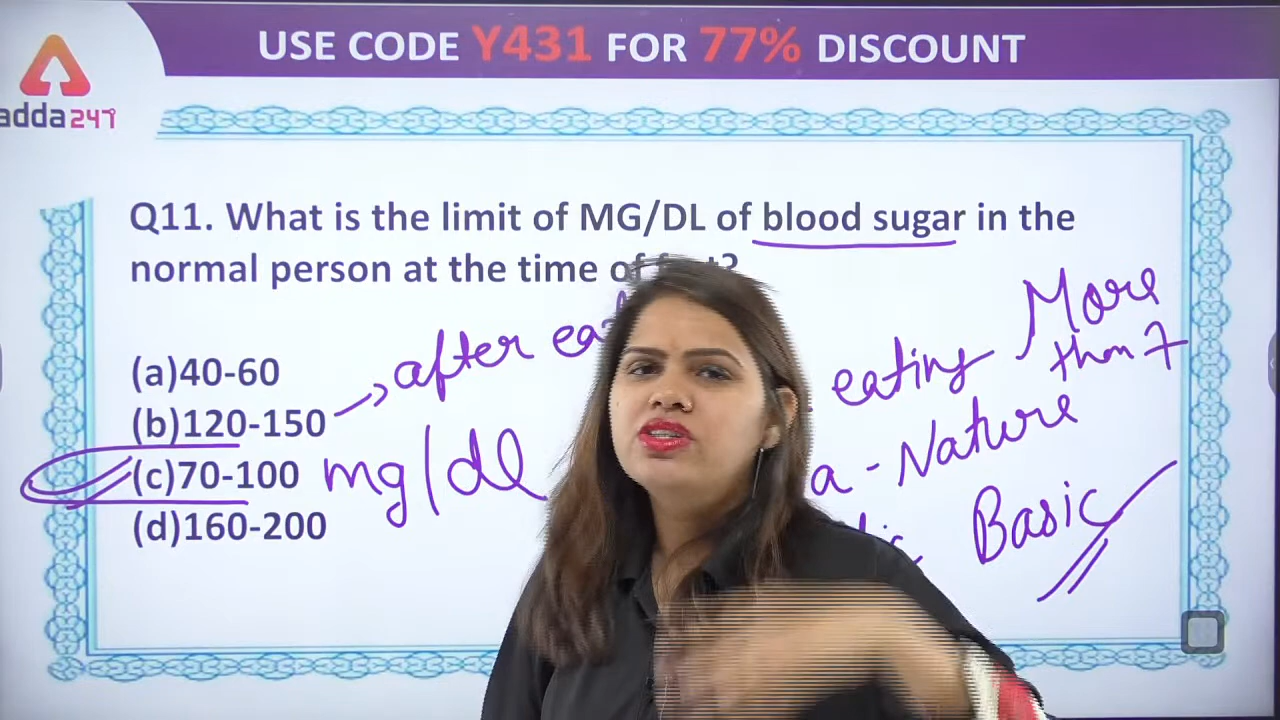 USE CODE Y431 FOR 77% DISCOUNT
adda247
Q11. What is the limit of MG/DL of blood sugar in the
normal person at the time of
(a)40-60
(b)120-150
after
(c)70-100 mg/dl
(d)160-200
eating
More
than 7
a - Nature
Basic